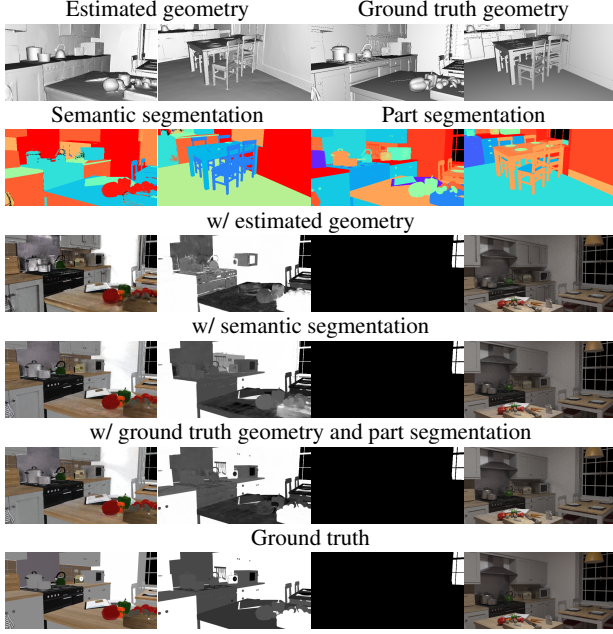 Estimated geometry
Ground truth geometry
Semantic segmentation
Part segmentation
w/ estimated geometry
w/ semantic segmentation
w/ ground truth geometry and part segmentation
Ground truth